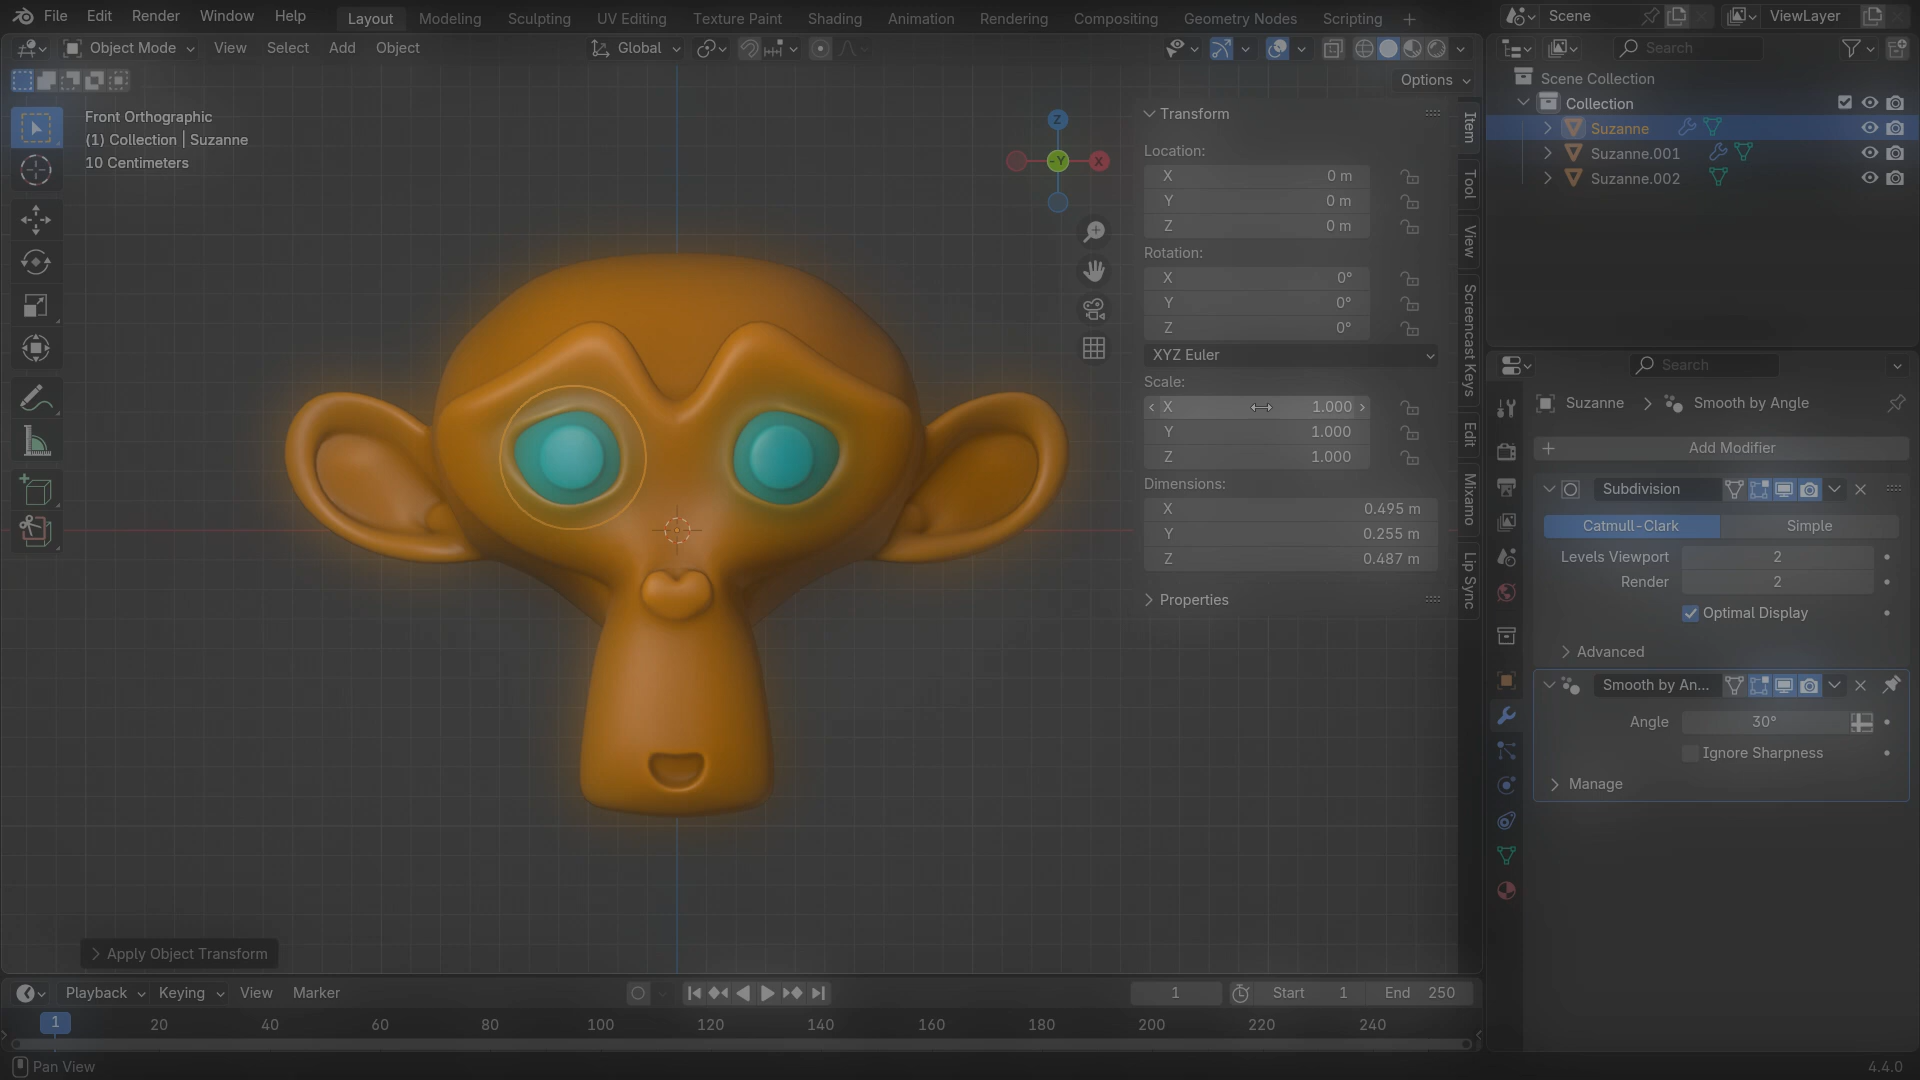 File Edit Render Window Help
Layout Modeling Sculpting UV Editing Texture Paint Shading Animation Rendering Compositing Geometry Nodes Scripting +
Scene
ViewLayer
Object Mode View Select Add Object
Global
Search
Options
Front Orthographic
(1) Collection | Suzanne
10 Centimeters
Z
-Y
X
Transform
Location:
X 0 m
Y 0 m
Z 0 m
Rotation:
X 0°
Y 0°
Z 0°
XYZ Euler
Scale:
X 1.000
Y 1.000
Z 1.000
Dimensions:
X 0.495 m
Y 0.255 m
Z 0.487 m
Properties
Item
Tool
View
Screencast Keys
Edit
Mixamo
Lip Sync
Scene Collection
Collection
Suzanne
Suzanne.001
Suzanne.002
Search
Suzanne > Smooth by Angle
Add Modifier
Subdivision
Catmull-Clark Simple
Levels Viewport 2
Render 2
Optimal Display
Advanced
Smooth by An...
Angle 30°
Ignore Sharpness
Manage
Apply Object Transform
Playback Keying View Marker
1
Start 1
End 250
1 20 40 60 80 100 120 140 160 180 200 220 240
Pan View
4.4.0